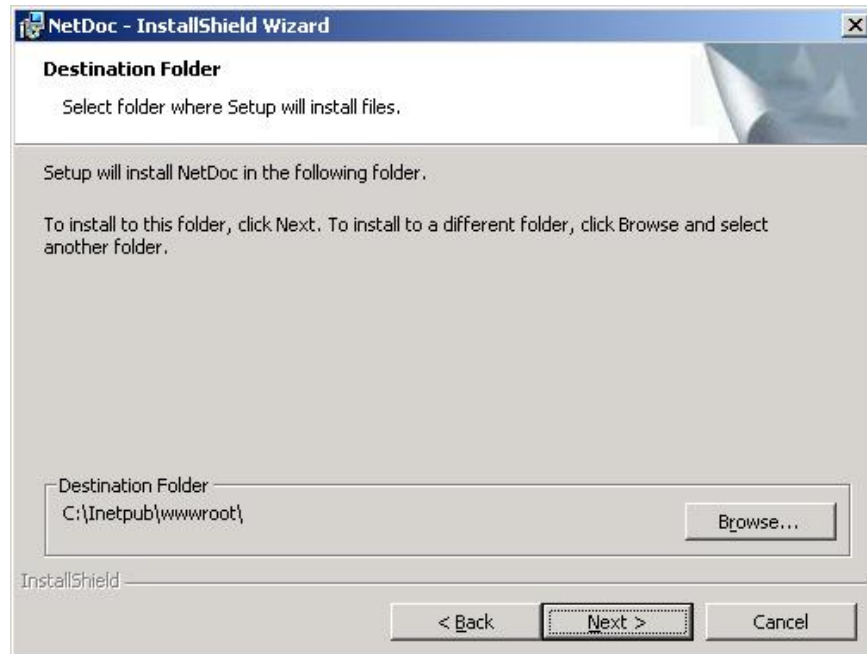 NetDoc - InstallShield Wizard
Destination Folder
Select folder where Setup will install files.
Setup will install NetDoc in the following folder.
To install to this folder, click Next. To install to a different folder, click Browse and select
another folder.
Destination Folder
C:\Inetpub\wwwroot\
Browse...
InstallShield
< Back
Next >
Cancel